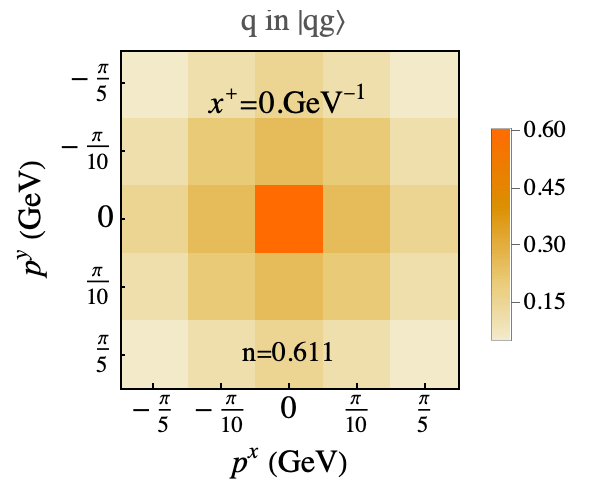 q in |qg⟩
x⁺=0.GeV⁻¹
n=0.611
p^y (GeV)
-π/5
-π/10
0
π/10
π/5
-π/5 -π/10 0 π/10 π/5
p^x (GeV)
0.60
0.45
0.30
0.15